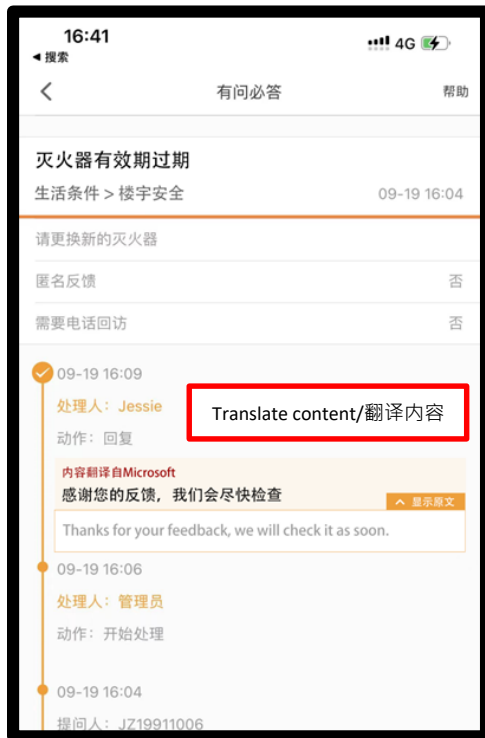 16:41
4G
搜索
有问必答
帮助
灭火器有效期过期
生活条件 > 楼宇安全
09-19 16:04
请更换新的灭火器
匿名反馈
否
需要电话回访
否
09-19 16:09
处理人：Jessie
Translate content/翻译内容
动作：回复
内容翻译自Microsoft
感谢您的反馈，我们会尽快检查
显示原文
Thanks for your feedback, we will check it as soon.
09-19 16:06
处理人：管理员
动作：开始处理
09-19 16:04
提问人：JZ19911006